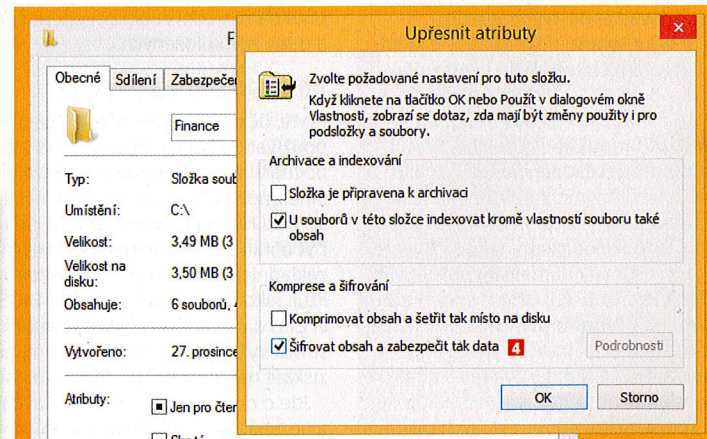 F
Obecné Sdílení Zabezpeče
Finance
Typ: Složka soub
Umístění: C:\
Velikost: 3,49 MB (3
Velikost na disku: 3,50 MB (3
Obsahuje: 6 souborů, 4
Vytvořeno: 27. prosince
Atributy: Jen pro čter
Upřesnit atributy
Zvolte požadované nastavení pro tuto složku.
Když kliknete na tlačítko OK nebo Použít v dialogovém okně
Vlastnosti, zobrazí se dotaz, zda mají být změny použity i pro
podsložky a soubory.
Archivace a indexování
Složka je připravena k archivaci
U souborů v této složce indexovat kromě vlastností souboru také
obsah
Komprese a šifrování
Komprimovat obsah a šetřit tak místo na disku
Šifrovat obsah a zabezpečit tak data 4
Podrobnosti
OK Storno